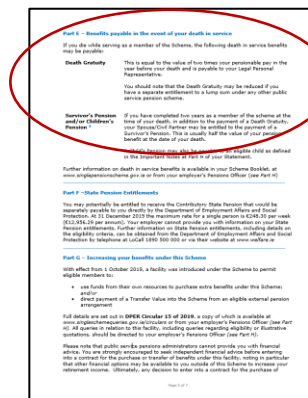 Part E – Benefits payable in the event of your death in service
If you die while serving as a member of the Scheme, the following death in service benefits
may be payable:
Death Gratuity This is equal to the value of two times your pensionable pay in the
year before your death and is payable to your Legal Personal
Representative.
You should note that the Death Gratuity may be reduced if you
have a separate entitlement to a lump sum under any other public
service pension scheme.
Survivor's Pension If you have completed two years as a member of the scheme at the
and/or Children's time of your death, in addition to the payment of a Death Gratuity,
Pension * your Spouse/Civil Partner may be entitled to the payment of a
Survivor's Pension. This is usually half the value of your pension
benefit at the date of your death.
Pension may also be to an eligible child as defined
in the Important Notes at Part H of your Statement.
Further information on death in service benefits is available in your Scheme Booklet, at
www.singlepensionscheme.gov.ie or from your employer's Pensions Officer (see Part H)
Part F –State Pension Entitlements
You may potentially be entitled to receive the Contributory State Pension that would be
separately payable to you directly by the Department of Employment Affairs and Social
Protection. At 31 December 2019 the maximum rate for a single person is €248.30 per week
(€12,956.29 per annum). Your employer cannot provide you with information on your State
Pension entitlements. Further information on State Pension entitlements, including details on
the eligibility criteria, can be obtained from the Department of Employment Affairs and Social
Protection by telephone at LoCall 1890 500 000 or via their website at www.welfare.ie
Part G – Increasing your benefits under this Scheme
With effect from 1 October 2019, a facility was introduced under the Scheme to permit
eligible members to:
• use funds from their own resources to purchase extra benefits under this Scheme;
and/or
• direct payment of a Transfer Value into the Scheme from an eligible external pension
arrangement
Full details are set out in DPER Circular 15 of 2019, a copy of which is available at
www.singleschemequeries.gov.ie/circulars or from your employer's Pensions Officer (see Part
H). All queries in relation to this facility, including queries regarding eligibility or illustrative
quotations, should be directed to your employer's Pensions Officer (see Part H).
Please note that public service pensions administrators cannot provide you with financial
advice. You are strongly encouraged to seek independent financial advice before entering
into a contract for the purchase or transfer of benefits under this facility, noting in particular
that other financial options may be available to you outside of this Scheme to increase your
retirement income. Ultimately, any decision to enter into a contract for the purchase of